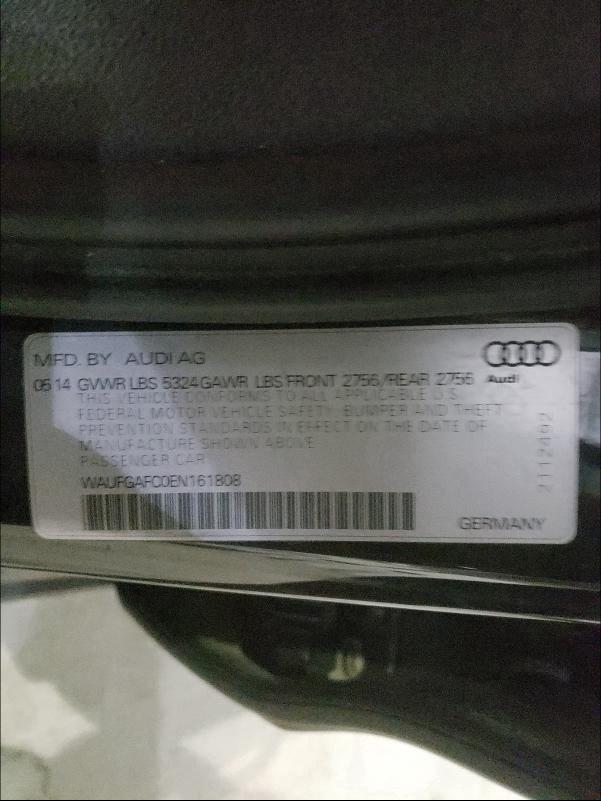 MFD. BY AUDI AG
05.14 GVWR LBS 5324 GAWR LBS FRONT 2756/REAR 2756
Audi
THIS VEHICLE CONFORMS TO ALL APPLICABLE U.S.
FEDERAL MOTOR VEHICLE SAFETY, BUMPER AND THEFT
PREVENTION STANDARDS IN EFFECT ON THE DATE OF
MANUFACTURE SHOWN ABOVE.
PASSENGER CAR
WAUFGAFC0EN161808
GERMANY
2112492